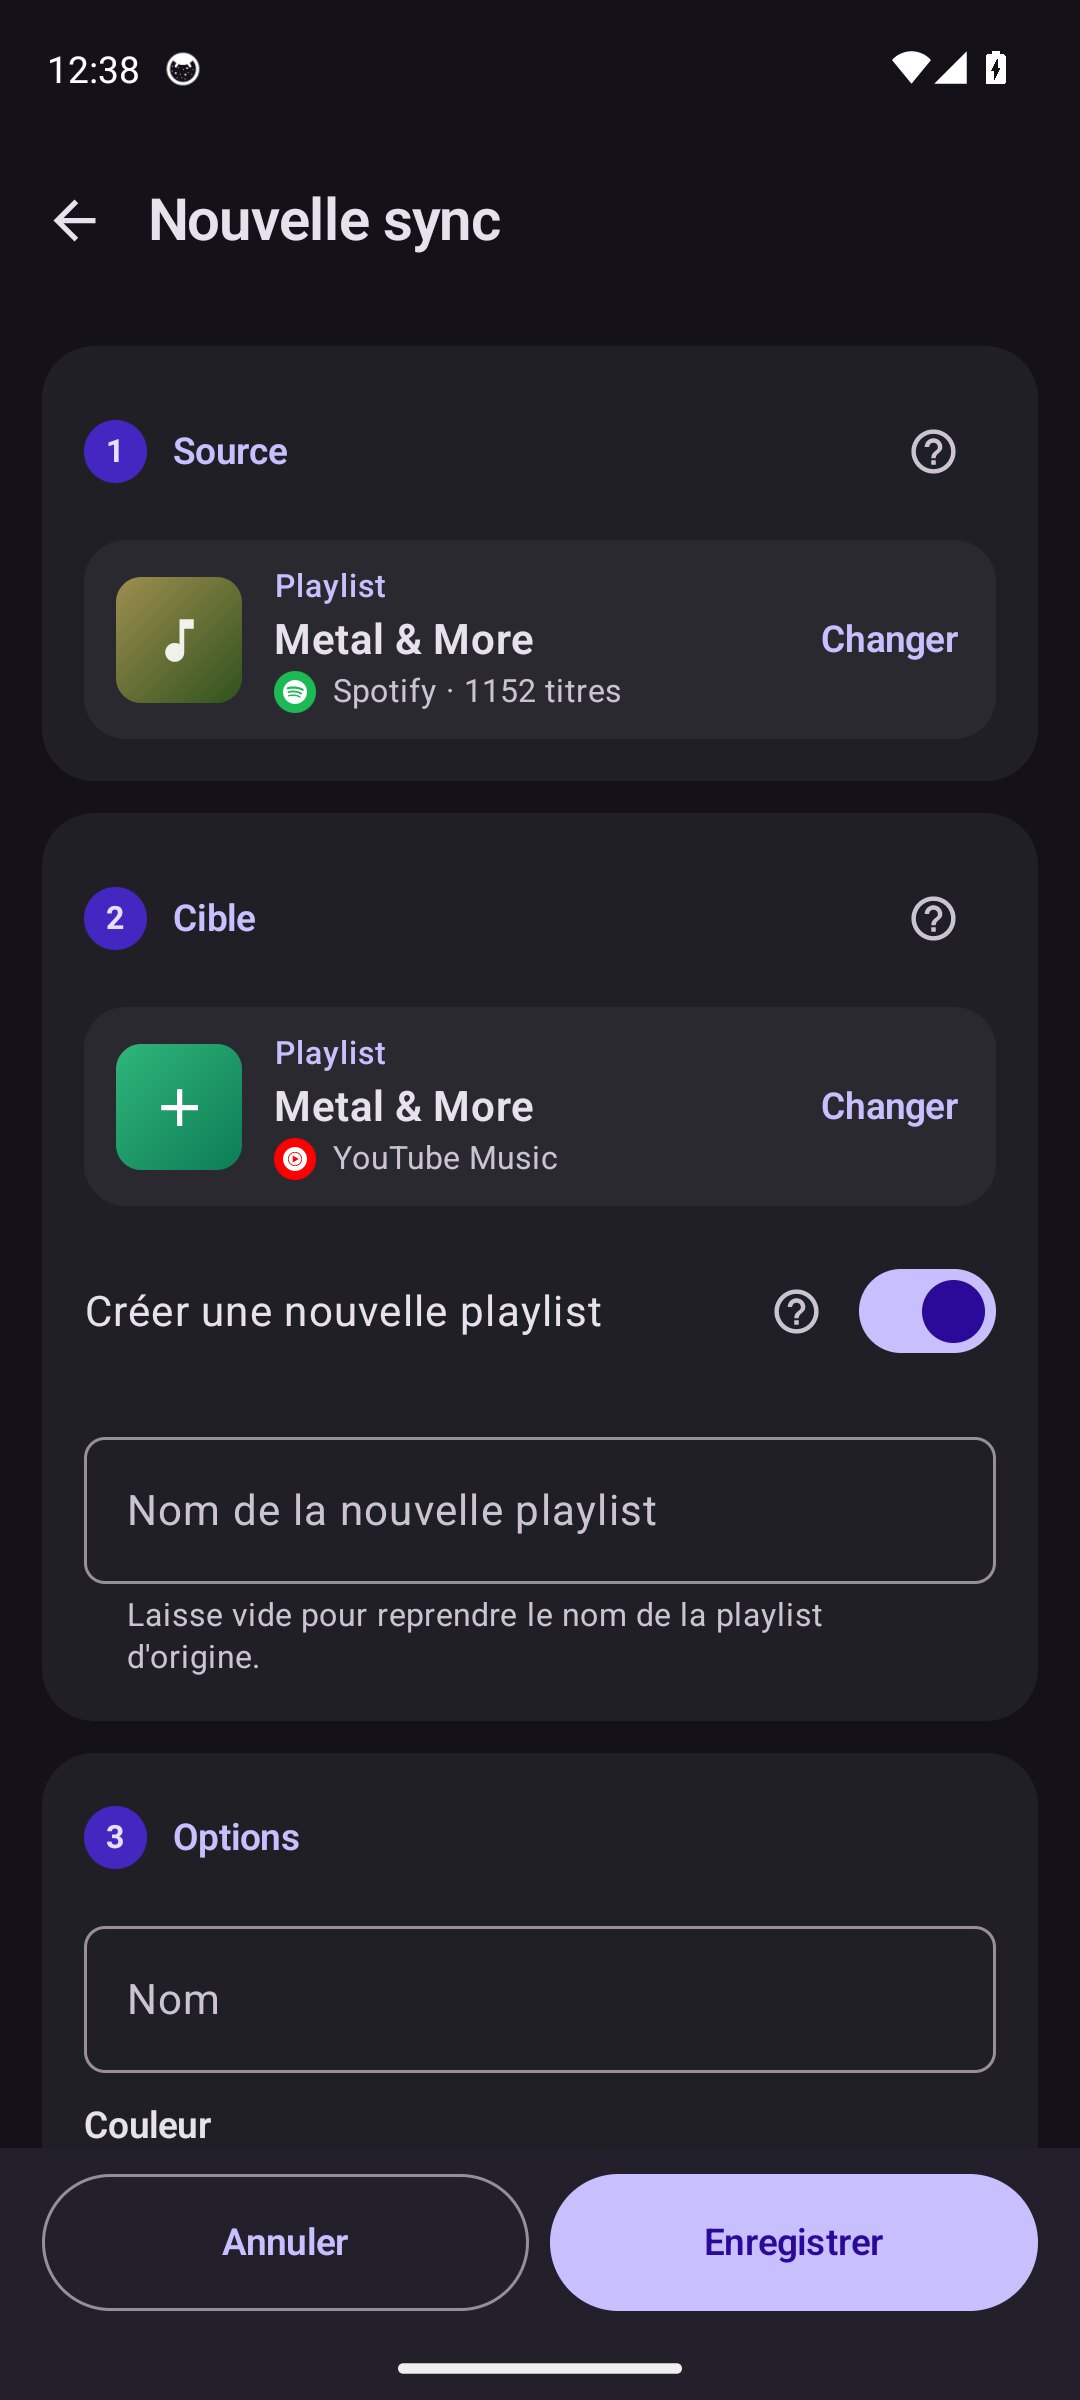 12:38
Nouvelle sync
1 Source
Playlist
Metal & More
Changer
Spotify · 1152 titres
2 Cible
Playlist
Metal & More
Changer
YouTube Music
Créer une nouvelle playlist
Nom de la nouvelle playlist
Laisse vide pour reprendre le nom de la playlist
d'origine.
3 Options
Nom
Couleur
Annuler
Enregistrer